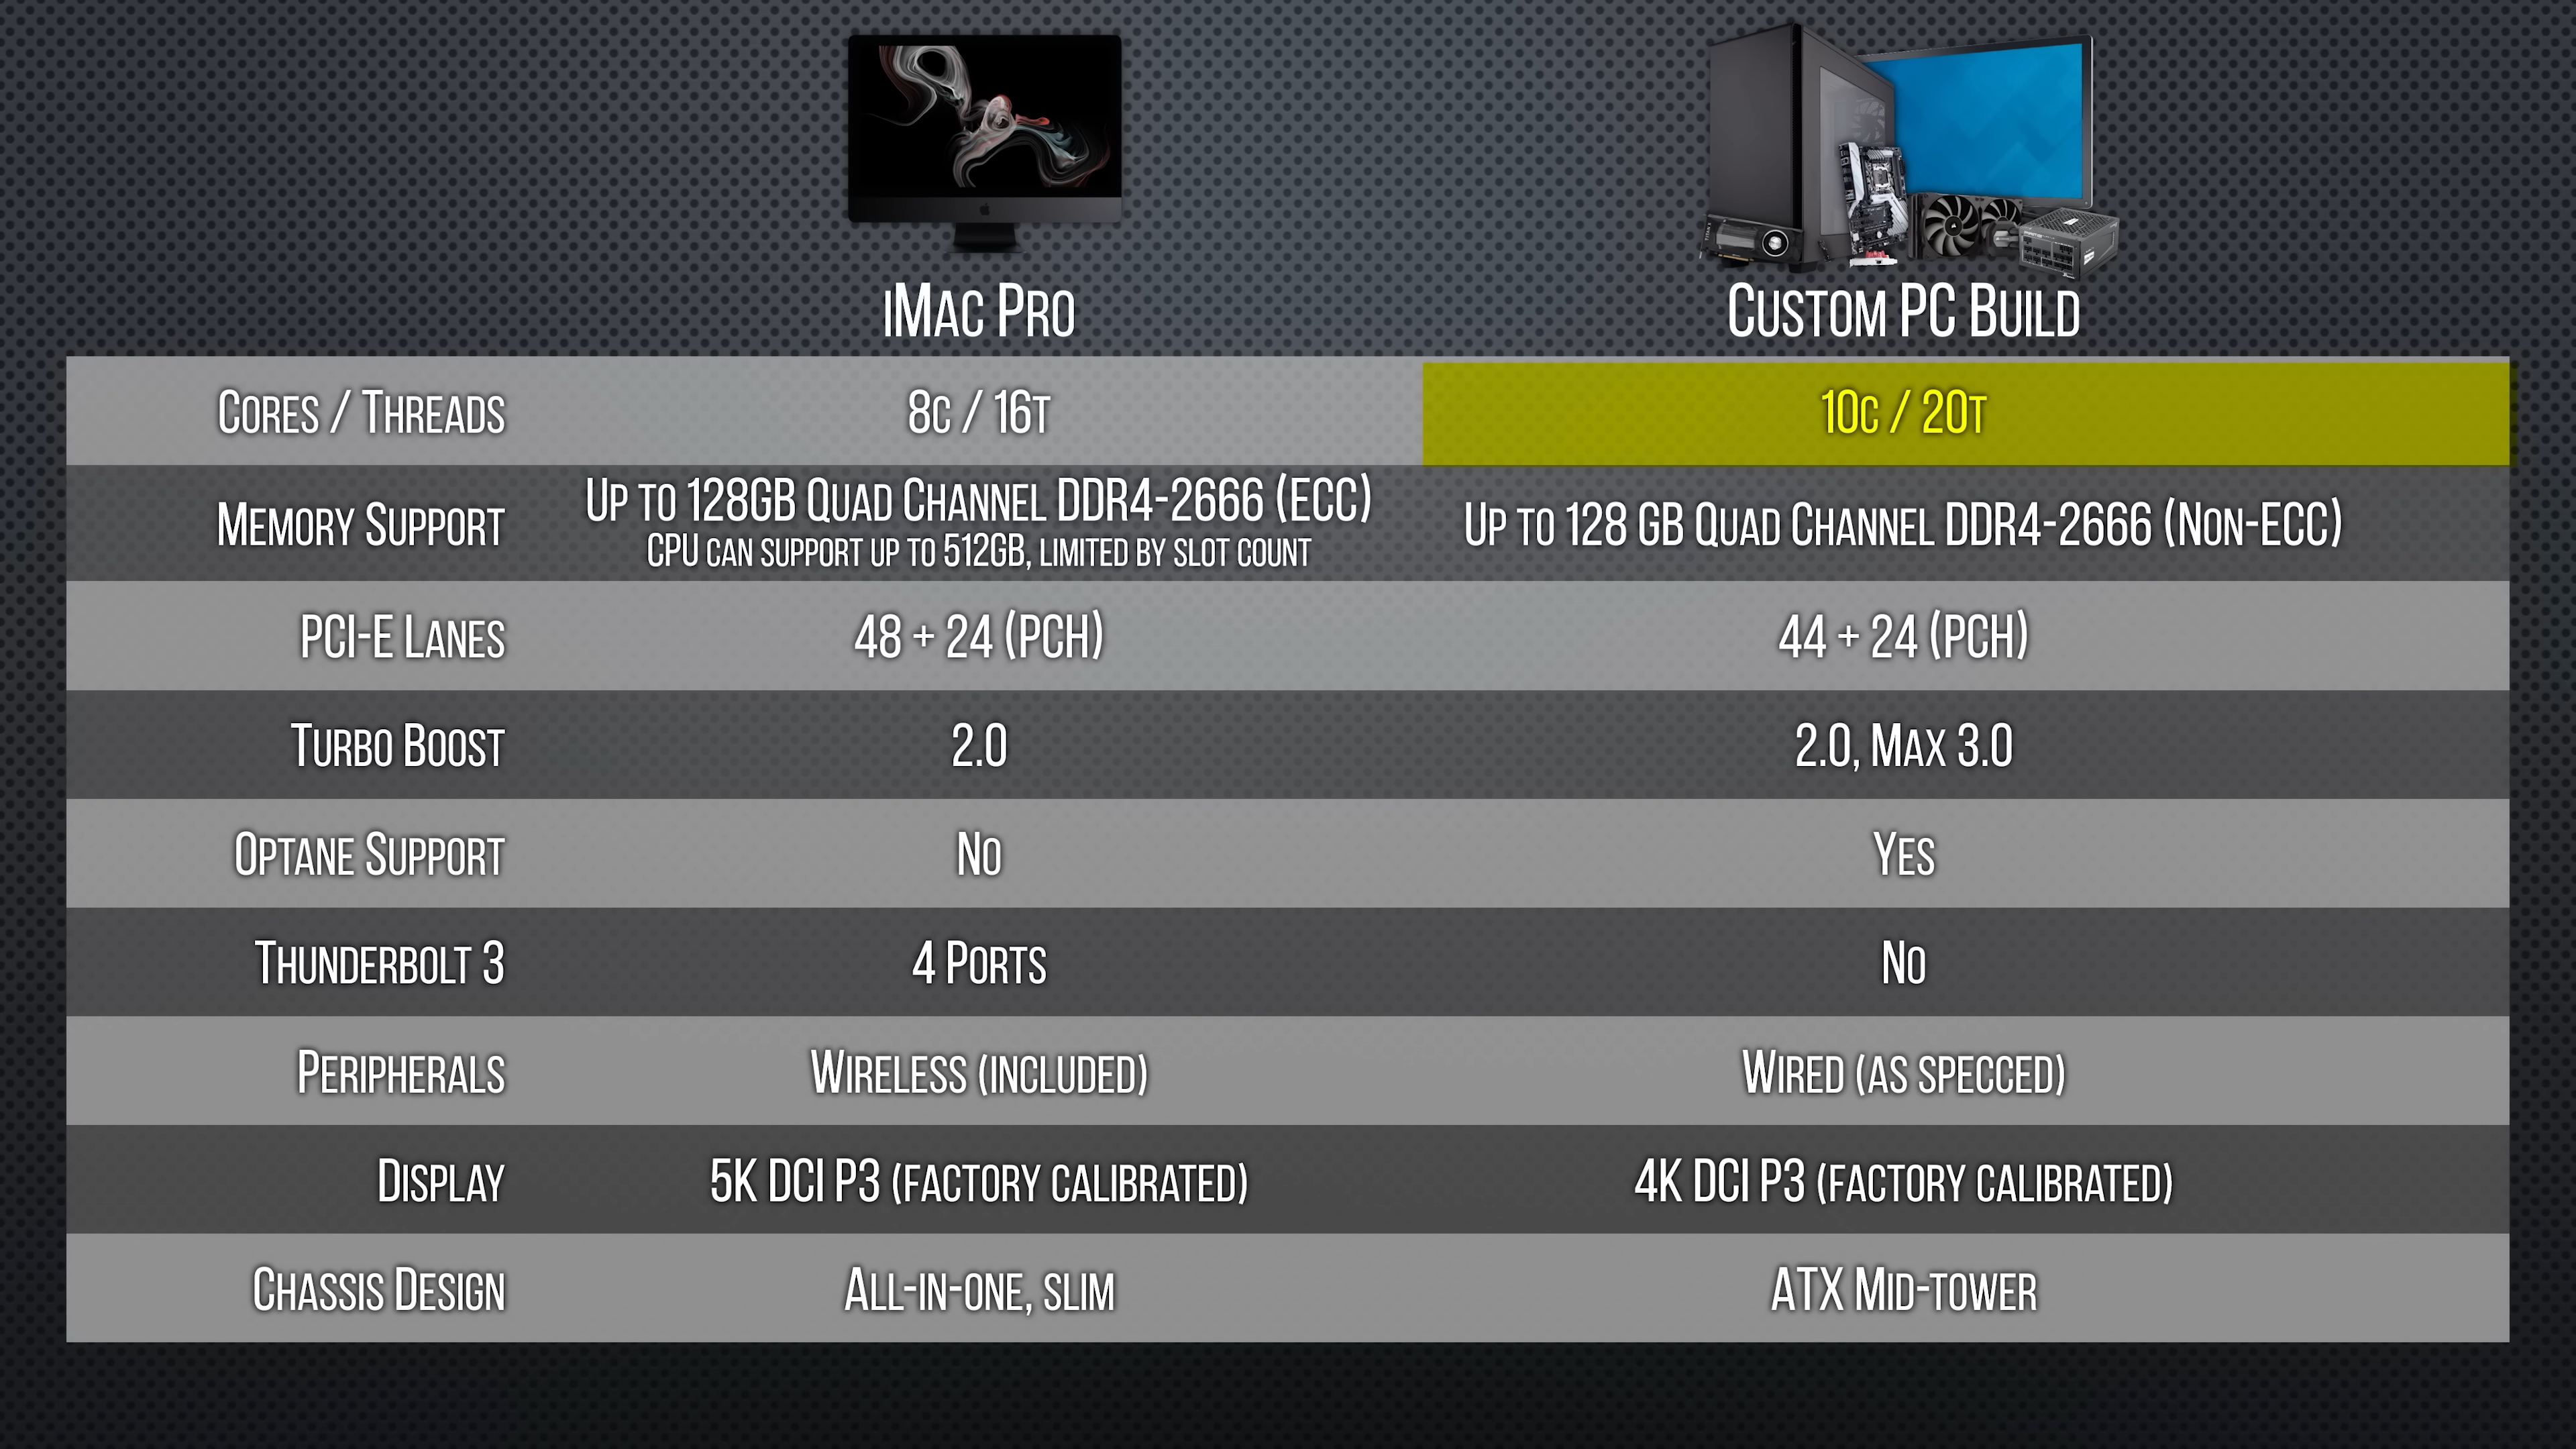 iMac Pro
Custom PC Build
Cores / Threads
8c / 16t
10c / 20t
Memory Support
Up to 128GB Quad Channel DDR4-2666 (ECC)
CPU can support up to 512GB, limited by slot count
Up to 128 GB Quad Channel DDR4-2666 (Non-ECC)
PCI-E Lanes
48 + 24 (PCH)
44 + 24 (PCH)
Turbo Boost
2.0
2.0, Max 3.0
Optane Support
No
Yes
Thunderbolt 3
4 Ports
No
Peripherals
Wireless (included)
Wired (as specced)
Display
5K DCI P3 (factory calibrated)
4K DCI P3 (factory calibrated)
Chassis Design
All-in-one, slim
ATX Mid-tower